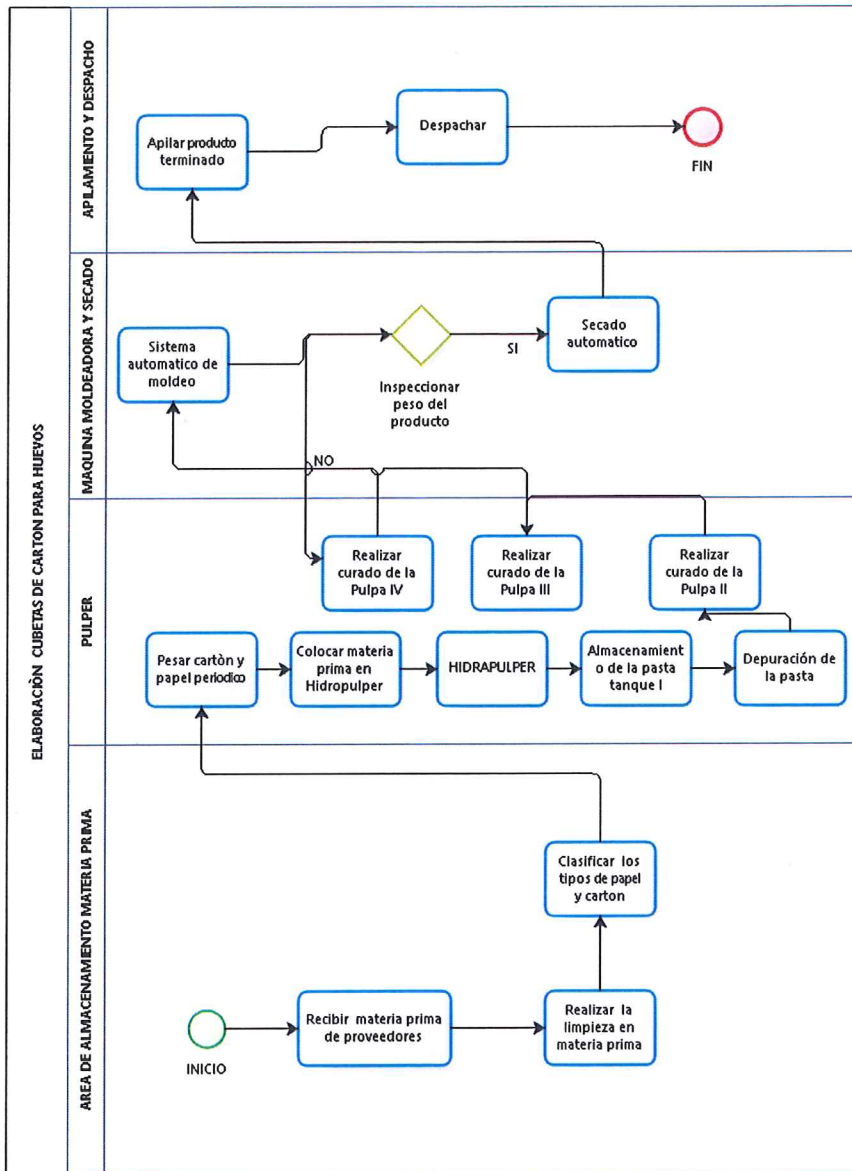 ELABORACIÒN CUBETAS DE CARTON PARA HUEVOS
APILAMIENTO Y DESPACHO
Apilar producto
terminado
Despachar
FIN
MAQUINA MOLDEADORA Y SECADO
Sistema
automatico de
moldeo
Inspeccionar
peso del
producto
SI
Secado
automatico
NO
PULPER
Realizar
curado de la
Pulpa IV
Realizar
curado de la
Pulpa III
Realizar
curado de la
Pulpa II
Pesar cartòn y
papel periodico
Colocar materia
prima en
Hidropulper
HIDRAPULPER
Almacenamient
o de la pasta
tanque I
Depuración de
la pasta
AREA DE ALMACENAMIENTO MATERIA PRIMA
Clasificar los
tipos de papel
y carton
INICIO
Recibir materia prima
de proveedores
Realizar la
limpieza en
materia prima